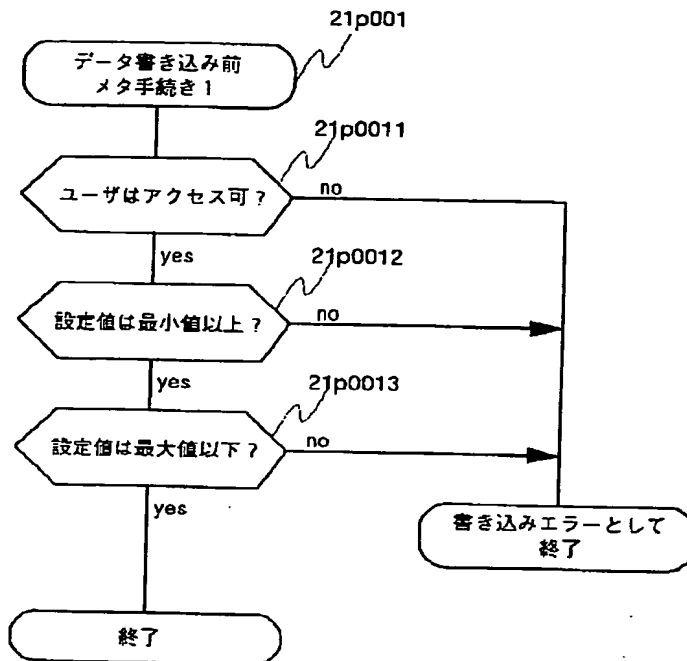 21p001
データ書き込み前
メタ手続き1
21p0011
ユーザはアクセス可?
no
yes
21p0012
設定値は最小値以上?
no
yes
21p0013
設定値は最大値以下?
no
yes
書き込みエラーとして
終了
終了